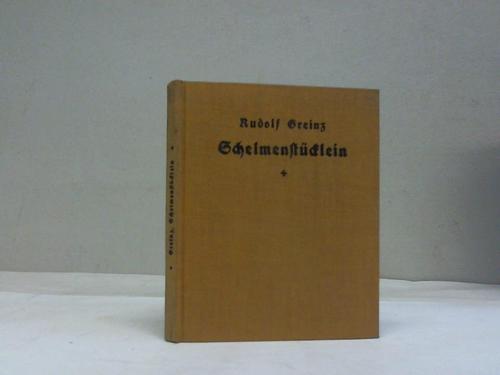 Rudolf Greinz
Schelmenstücklein
Greinz, Schelmenstücklein